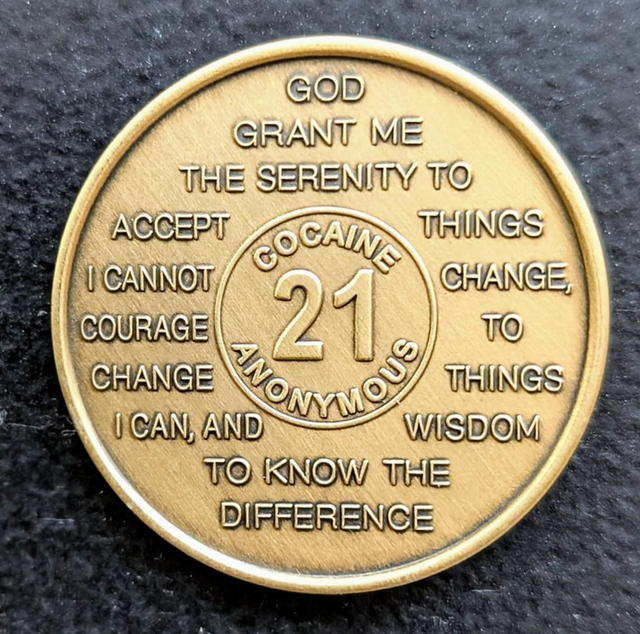 GOD
GRANT ME
THE SERENITY TO
ACCEPT THINGS
I CANNOT CHANGE,
COURAGE TO
CHANGE THINGS
I CAN, AND WISDOM
TO KNOW THE
DIFFERENCE
COCAINE
21
ANONYMOUS